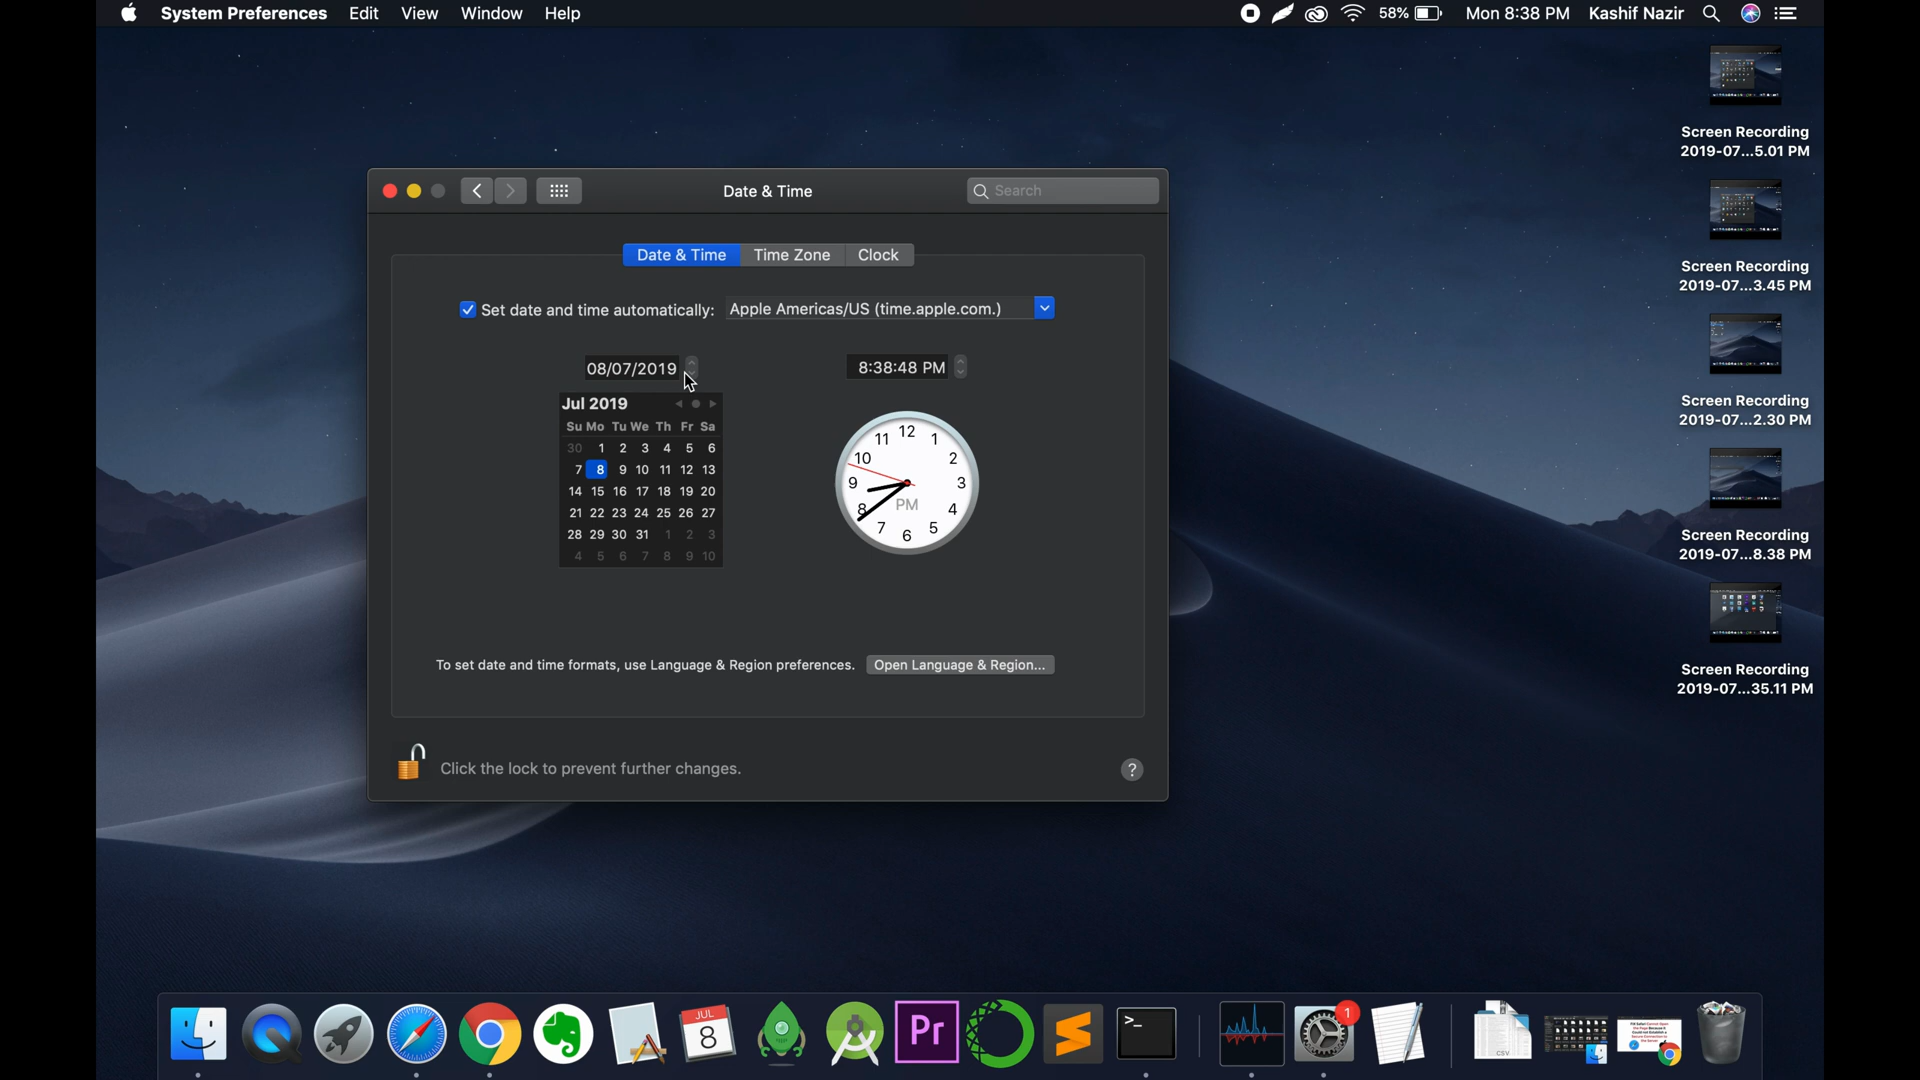 System Preferences Edit View Window Help 58% Mon 8:38 PM Kashif Nazir
Screen Recording
2019-07...5.01 PM
Screen Recording
2019-07...3.45 PM
Screen Recording
2019-07...2.30 PM
Screen Recording
2019-07...8.38 PM
Screen Recording
2019-07...35.11 PM
Date & Time Search
Date & Time Time Zone Clock
Set date and time automatically: Apple Americas/US (time.apple.com.)
08/07/2019 8:38:48 PM
Jul 2019
Su Mo Tu We Th Fr Sa
30 1 2 3 4 5 6
7 8 9 10 11 12 13
14 15 16 17 18 19 20
21 22 23 24 25 26 27
28 29 30 31 1 2 3
4 5 6 7 8 9 10
12 1 2 3 4 5 6 7 8 9 10 11
PM
To set date and time formats, use Language & Region preferences. Open Language & Region...
Click the lock to prevent further changes. ?
JUL
8
Pr
>_
1
CSV